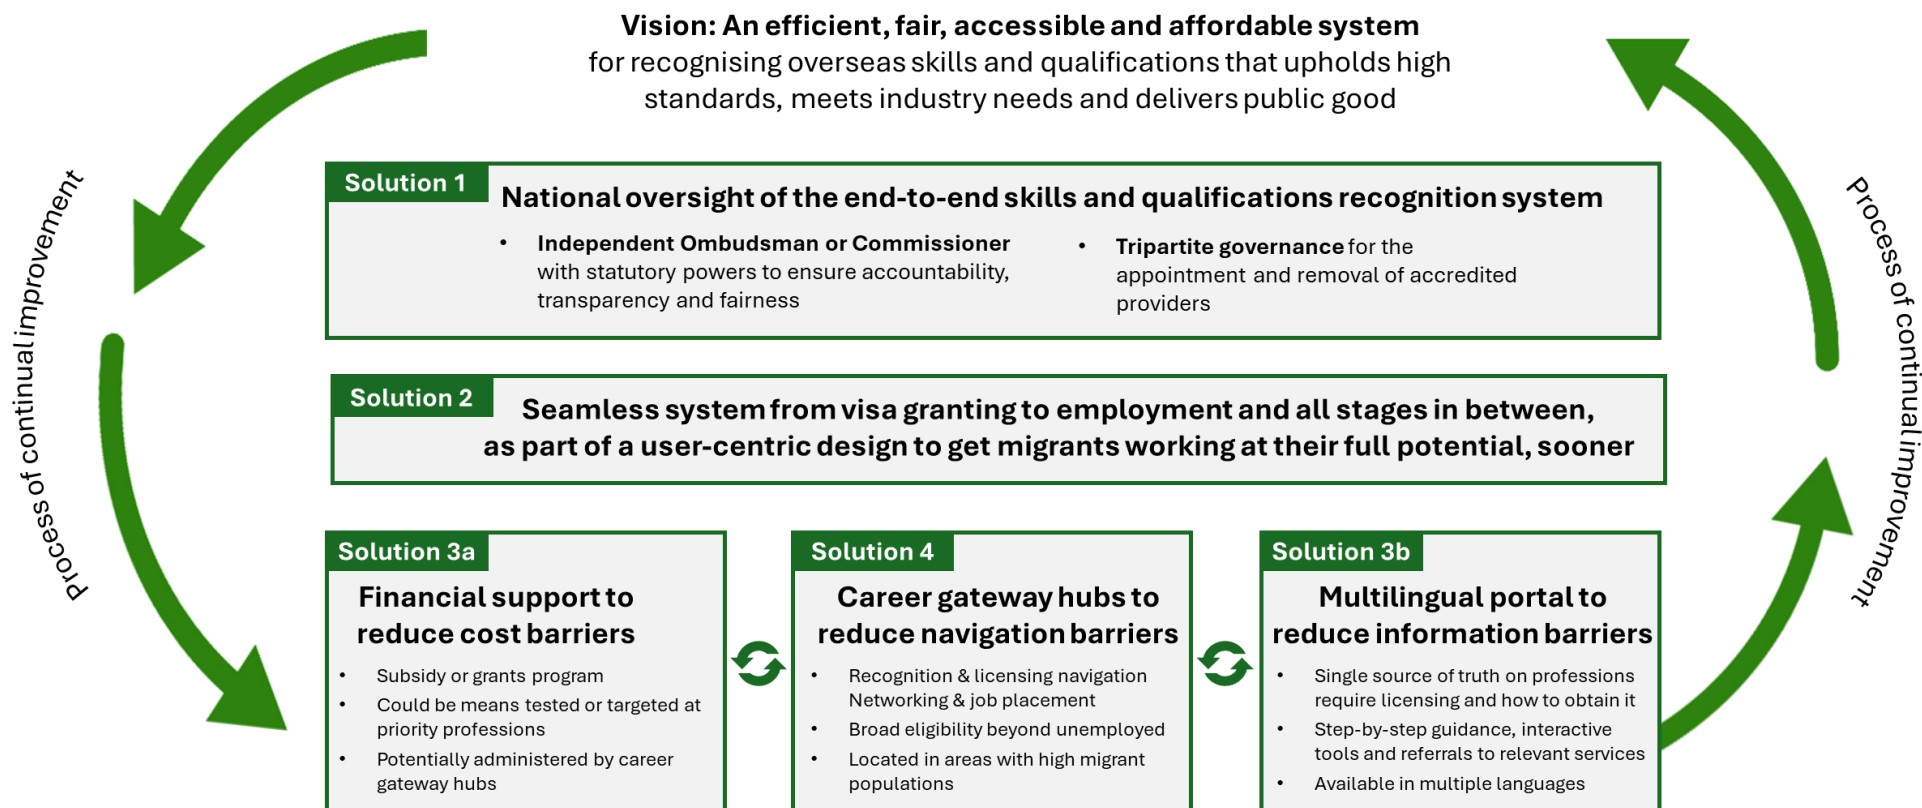 Vision: An efficient, fair, accessible and affordable system
for recognising overseas skills and qualifications that upholds high
standards, meets industry needs and delivers public good
Process of continual improvement
Process of continual improvement
Solution 1
National oversight of the end-to-end skills and qualifications recognition system
• Independent Ombudsman or Commissioner
with statutory powers to ensure accountability,
transparency and fairness
• Tripartite governance for the
appointment and removal of accredited
providers
Solution 2
Seamless system from visa granting to employment and all stages in between,
as part of a user-centric design to get migrants working at their full potential, sooner
Solution 3a
Financial support to
reduce cost barriers
• Subsidy or grants program
• Could be means tested or targeted at
priority professions
• Potentially administered by career
gateway hubs
Solution 4
Career gateway hubs to
reduce navigation barriers
• Recognition & licensing navigation
Networking & job placement
• Broad eligibility beyond unemployed
• Located in areas with high migrant
populations
Solution 3b
Multilingual portal to
reduce information barriers
• Single source of truth on professions
require licensing and how to obtain it
• Step-by-step guidance, interactive
tools and referrals to relevant services
• Available in multiple languages